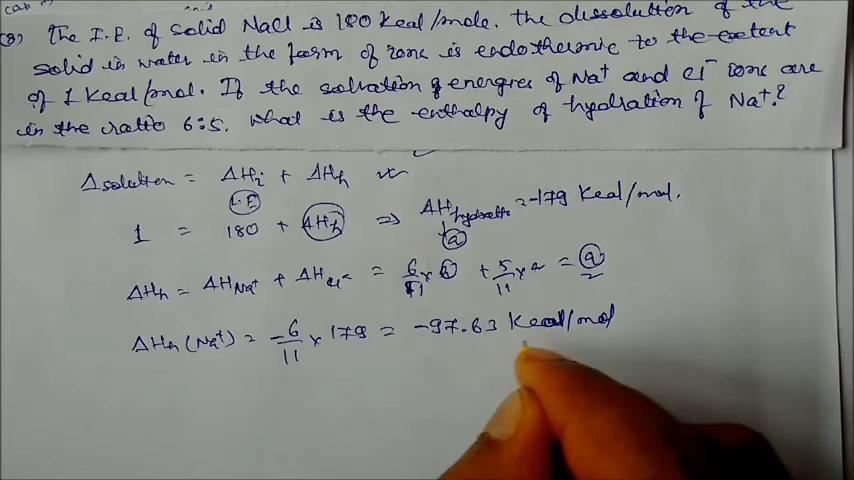 (8) The I.E. of solid NaCl is 180 Kcal/mole. the dissolution of the
solid in water in the form of ions is endothermic to the extent
of 1 Kcal/mol. If the solvation energies of Na⁺ and Cl⁻ ions are
in the ratio 6:5. what is the enthalpy of hydration of Na⁺?
Δsolution = ΔHi + ΔHh
L.E
1 = 180 + ΔHh ⇒ ΔHhydration = -179 Kcal/mol.
a
ΔHh = ΔHNa⁺ + ΔHCl⁻ = 6/11 × a + 5/11 × a = a
ΔHh (Na⁺) = -6/11 × 179 = -97.63 Kcal/mol